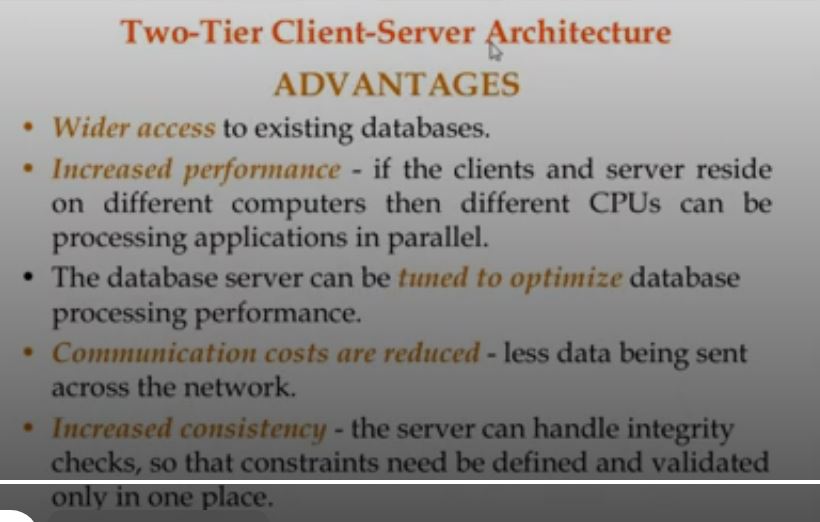 Two-Tier Client-Server Architecture
ADVANTAGES
• Wider access to existing databases.
• Increased performance - if the clients and server reside
on different computers then different CPUs can be
processing applications in parallel.
• The database server can be tuned to optimize database
processing performance.
• Communication costs are reduced - less data being sent
across the network.
• Increased consistency - the server can handle integrity
checks, so that constraints need be defined and validated
only in one place.